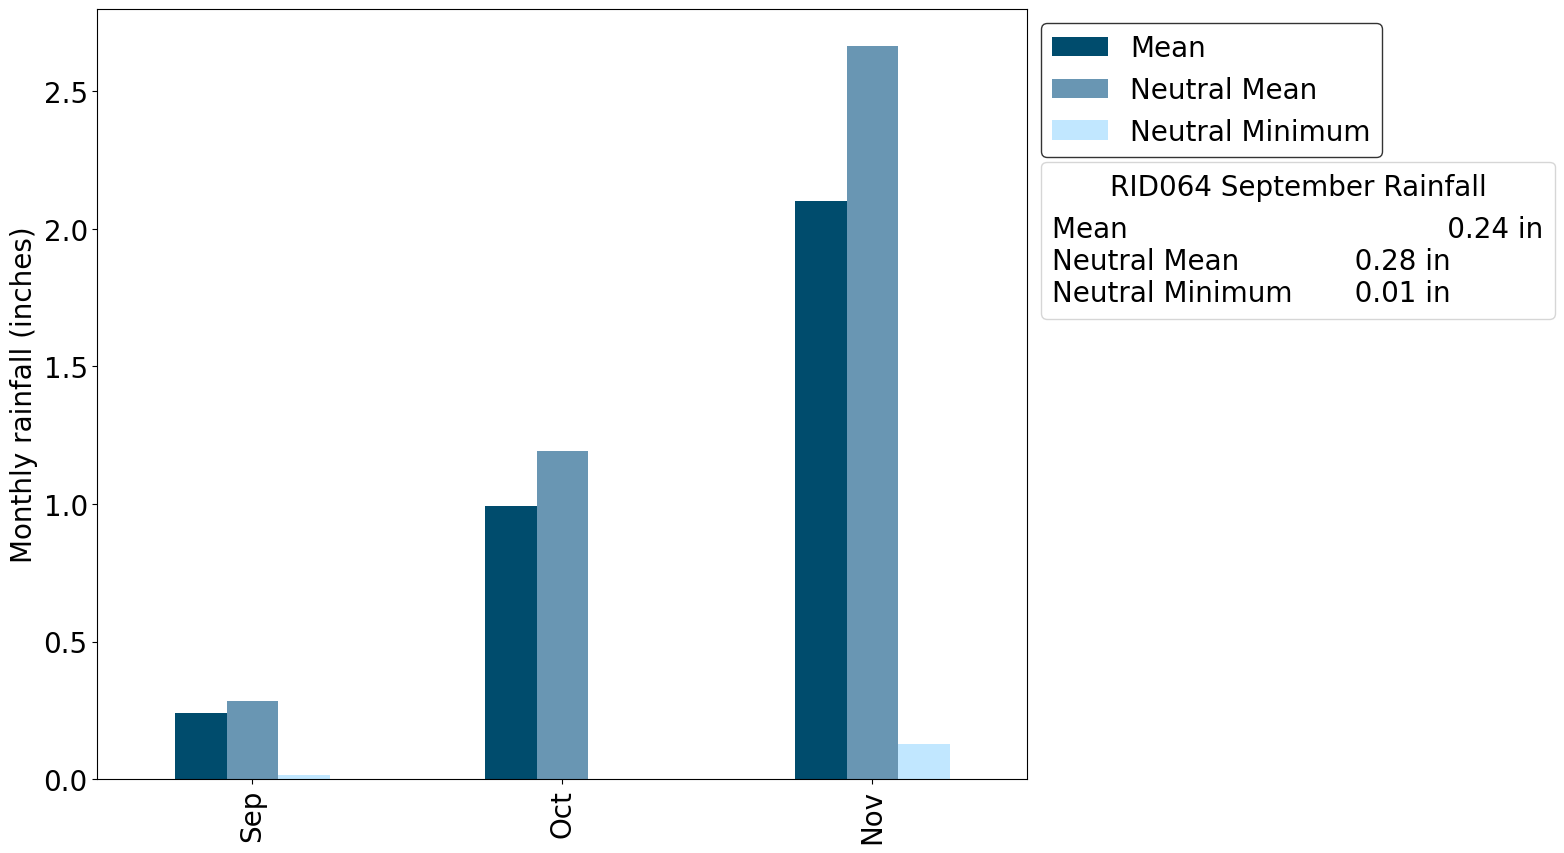 Monthly rainfall (inches)
2.5
2.0
1.5
1.0
0.5
0.0
Sep
Oct
Nov
Mean
Neutral Mean
Neutral Minimum
RID064 September Rainfall
Mean 0.24 in
Neutral Mean 0.28 in
Neutral Minimum 0.01 in